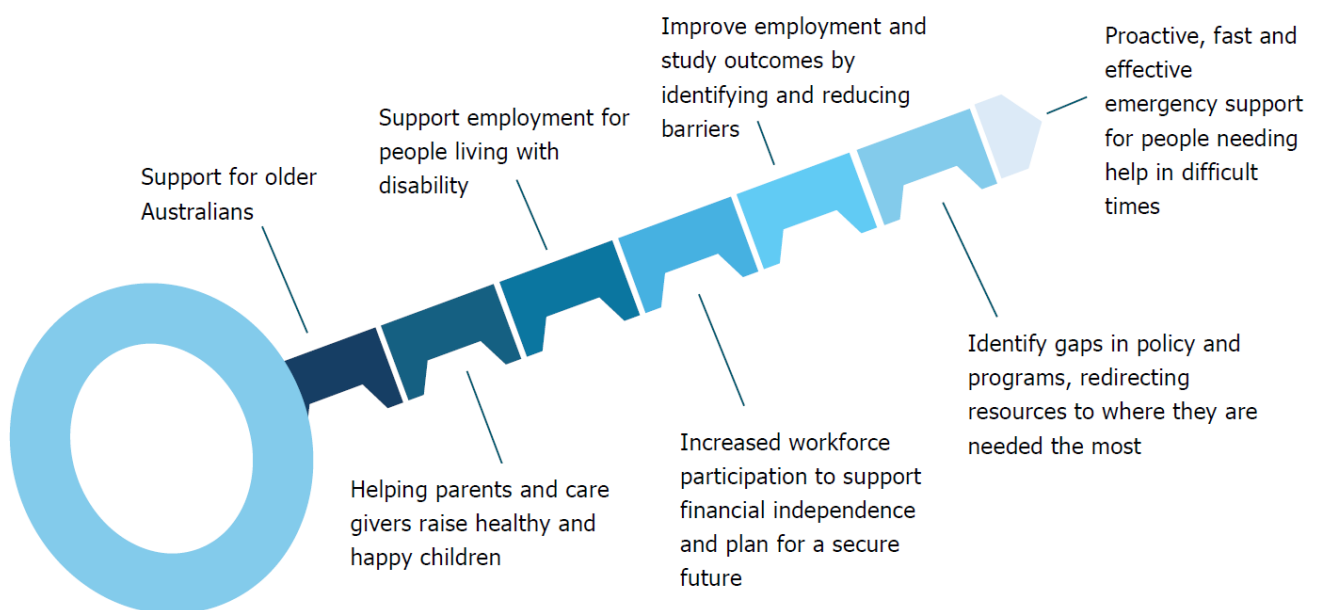 Support for older
Australians
Helping parents and care
givers raise healthy and
happy children
Support employment for
people living with
disability
Increased workforce
participation to support
financial independence
and plan for a secure
future
Improve employment and
study outcomes by
identifying and reducing
barriers
Identify gaps in policy and
programs, redirecting
resources to where they are
needed the most
Proactive, fast and
effective
emergency support
for people needing
help in difficult
times